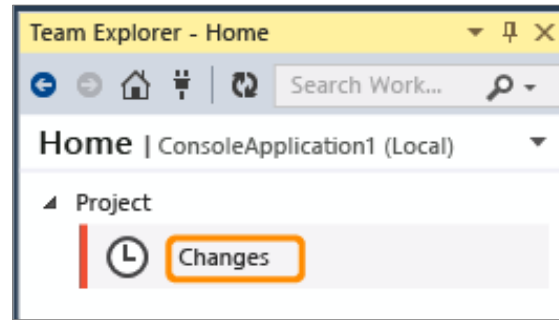 Team Explorer - Home
Search Work...
Home | ConsoleApplication1 (Local)
Project
Changes